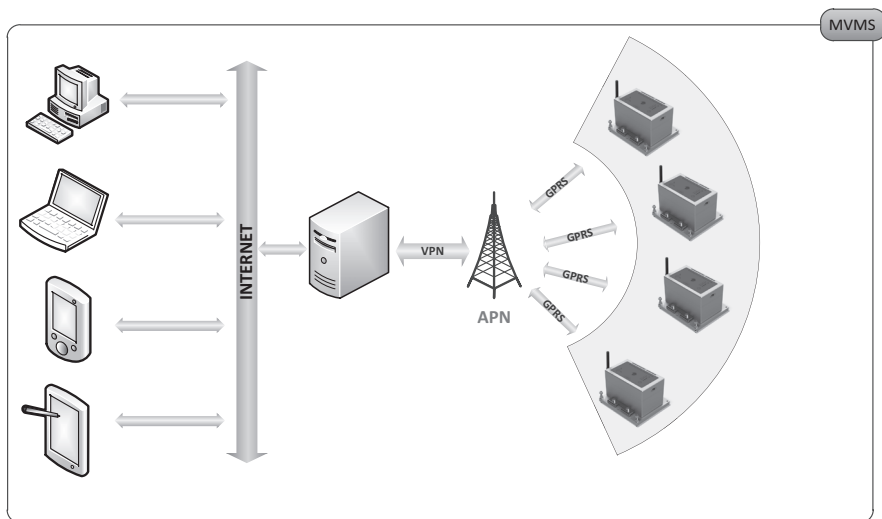 MVMS
INTERNET
VPN
APN
GPRS
GPRS
GPRS
GPRS